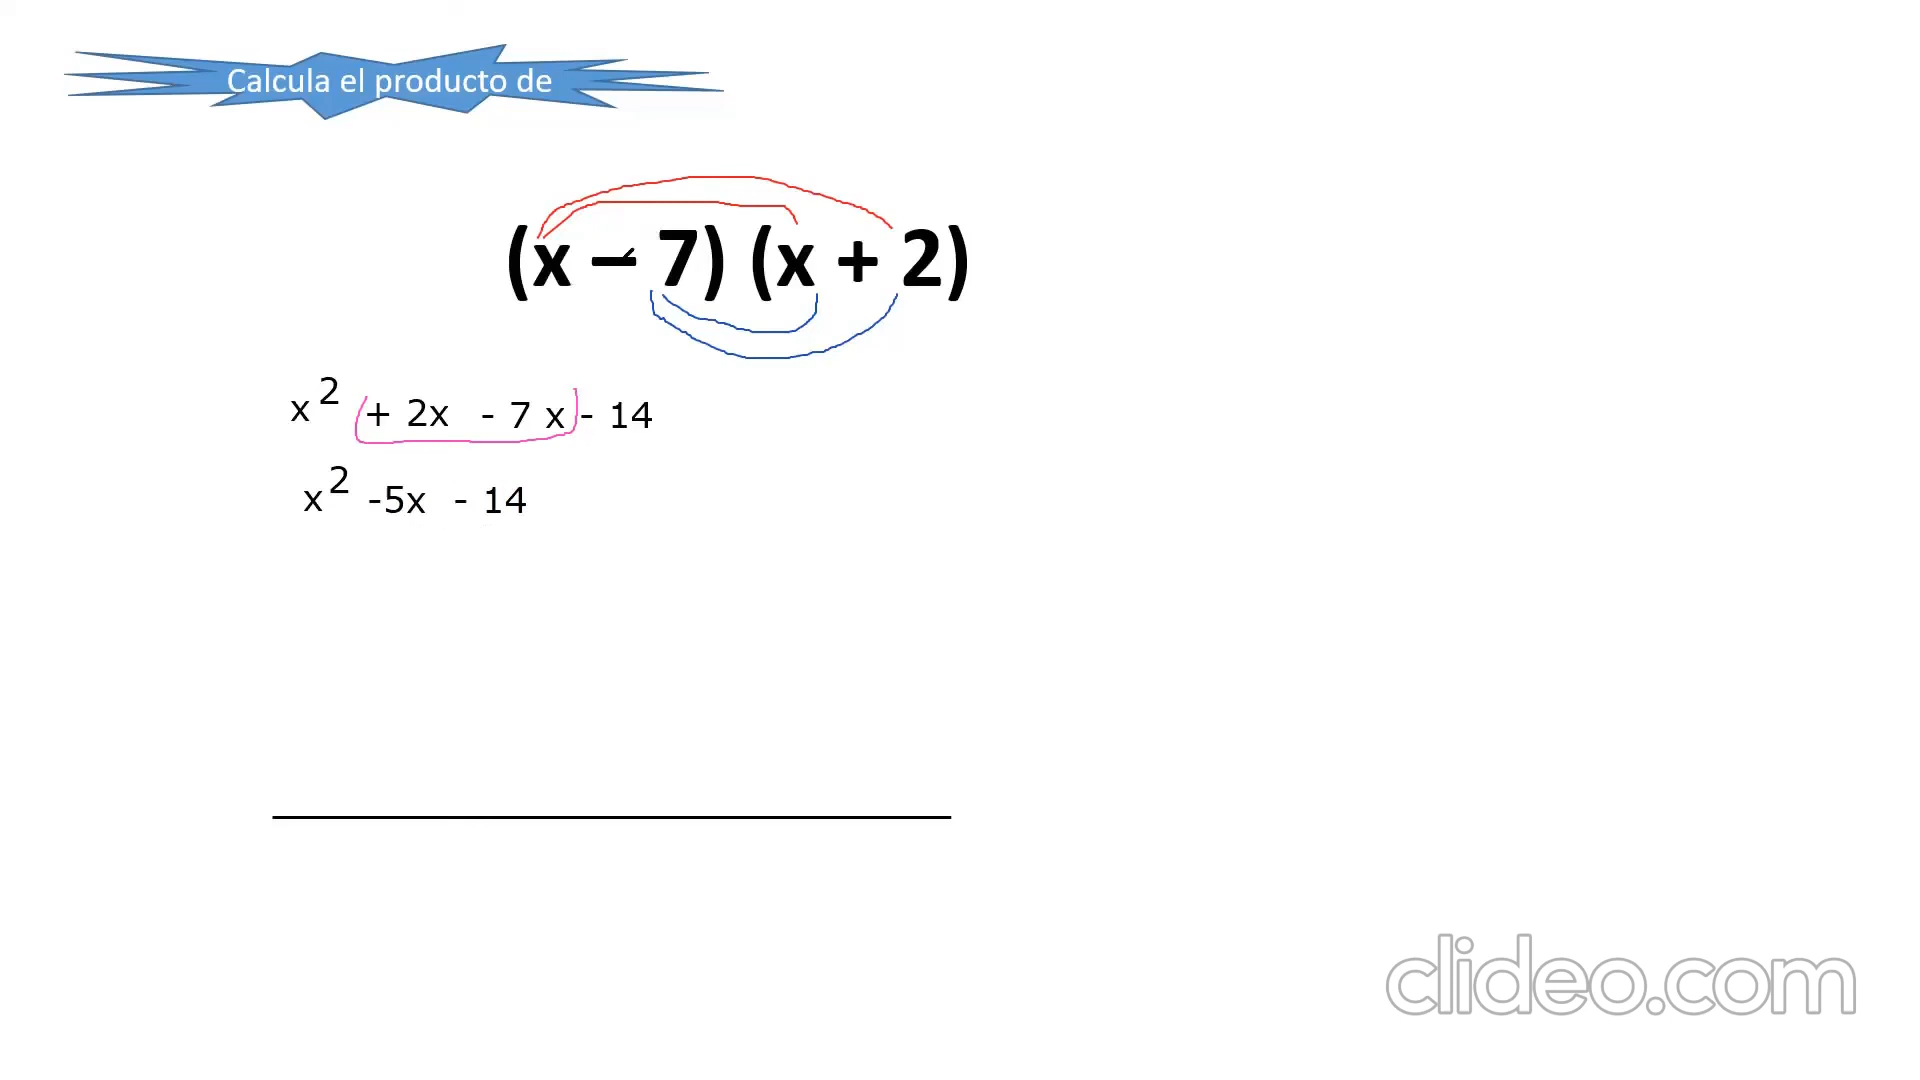 Calcula el producto de
(x – 7) (x + 2)
x² + 2x - 7 x - 14
x² -5x - 14
clideo.com